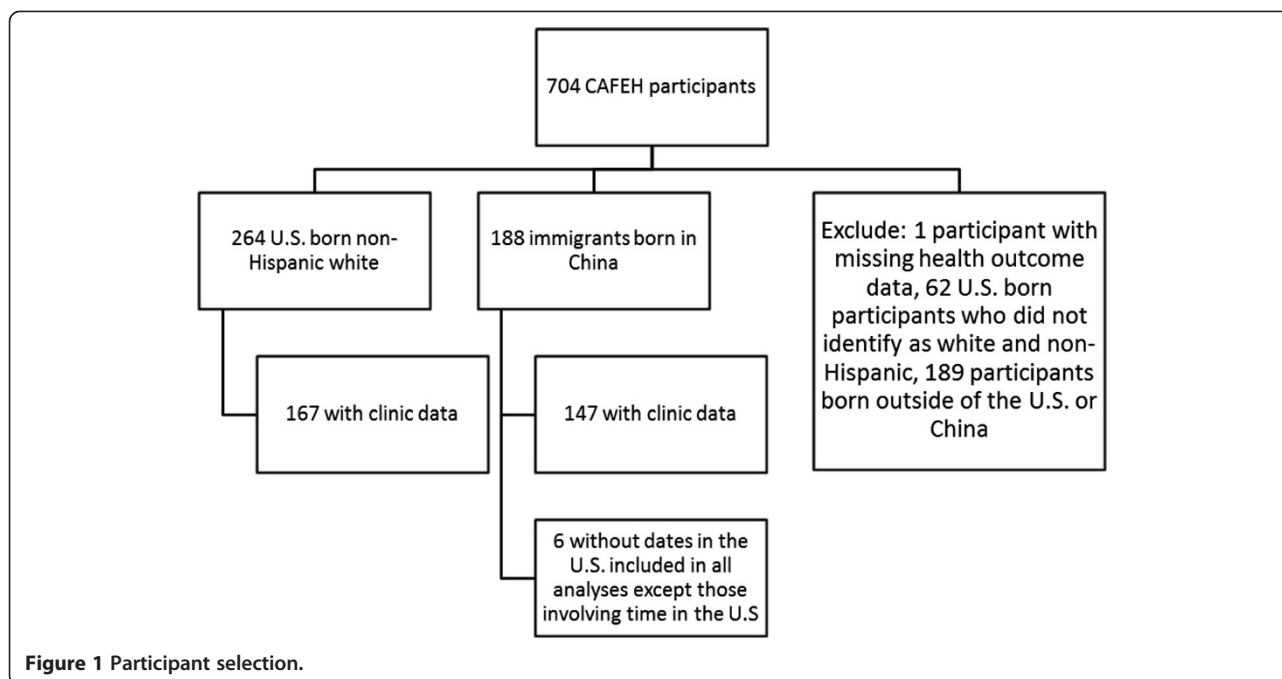 704 CAFEH participants
264 U.S. born non-
Hispanic white
188 immigrants born in
China
Exclude: 1 participant with
missing health outcome
data, 62 U.S. born
participants who did not
identify as white and non-
Hispanic, 189 participants
born outside of the U.S. or
China
167 with clinic data
147 with clinic data
6 without dates in the
U.S. included in all
analyses except those
involving time in the U.S
Figure 1 Participant selection.